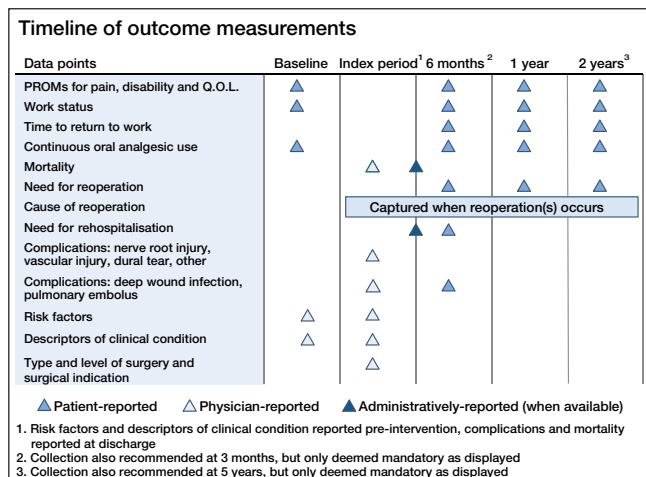 Timeline of outcome measurements
Data points Baseline Index period¹ 6 months² 1 year 2 years³
PROMs for pain, disability and Q.O.L.
Work status
Time to return to work
Continuous oral analgesic use
Mortality
Need for reoperation
Cause of reoperation Captured when reoperation(s) occurs
Need for rehospitalisation
Complications: nerve root injury,
vascular injury, dural tear, other
Complications: deep wound infection,
pulmonary embolus
Risk factors
Descriptors of clinical condition
Type and level of surgery and
surgical indication
Patient-reported Physician-reported Administratively-reported (when available)
1. Risk factors and descriptors of clinical condition reported pre-intervention, complications and mortality
reported at discharge
2. Collection also recommended at 3 months, but only deemed mandatory as displayed
3. Collection also recommended at 5 years, but only deemed mandatory as displayed